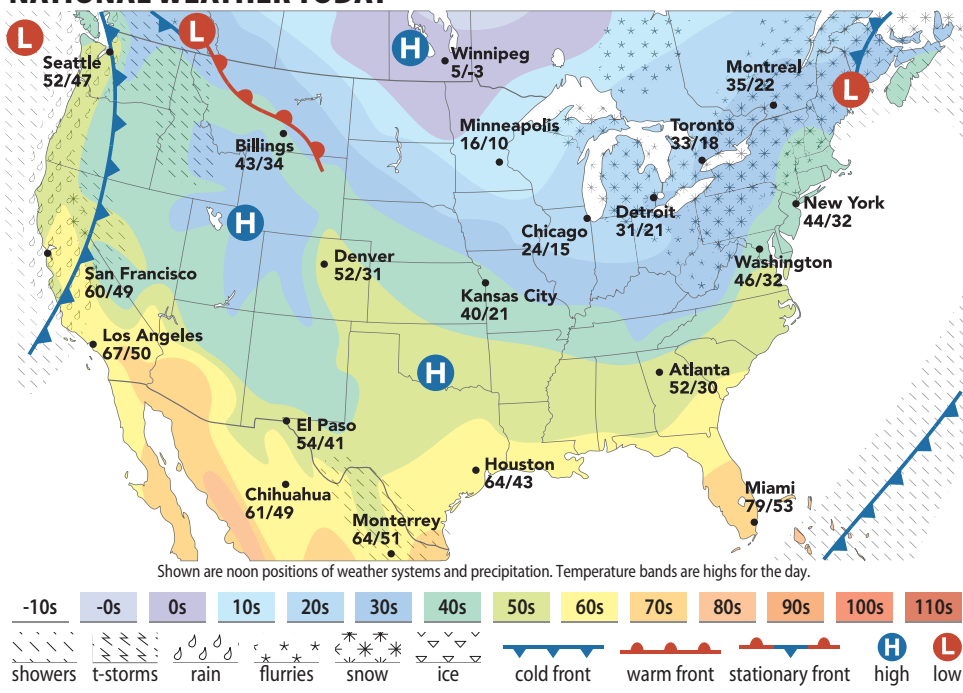 NATIONAL WEATHER TODAY
L
L
H
Seattle
52/47
Winnipeg
5/-3
Montreal
35/22
L
Minneapolis
16/10
Toronto
33/18
Billings
43/34
H
New York
44/32
Chicago
24/15
Detroit
31/21
Denver
52/31
Washington
46/32
San Francisco
60/49
Kansas City
40/21
Los Angeles
67/50
H
Atlanta
52/30
El Paso
54/41
Houston
64/43
Chihuahua
61/49
Miami
79/53
Monterrey
64/51
Shown are noon positions of weather systems and precipitation. Temperature bands are highs for the day.
-10s -0s 0s 10s 20s 30s 40s 50s 60s 70s 80s 90s 100s 110s
H L
showers t-storms rain flurries snow ice cold front warm front stationary front high low